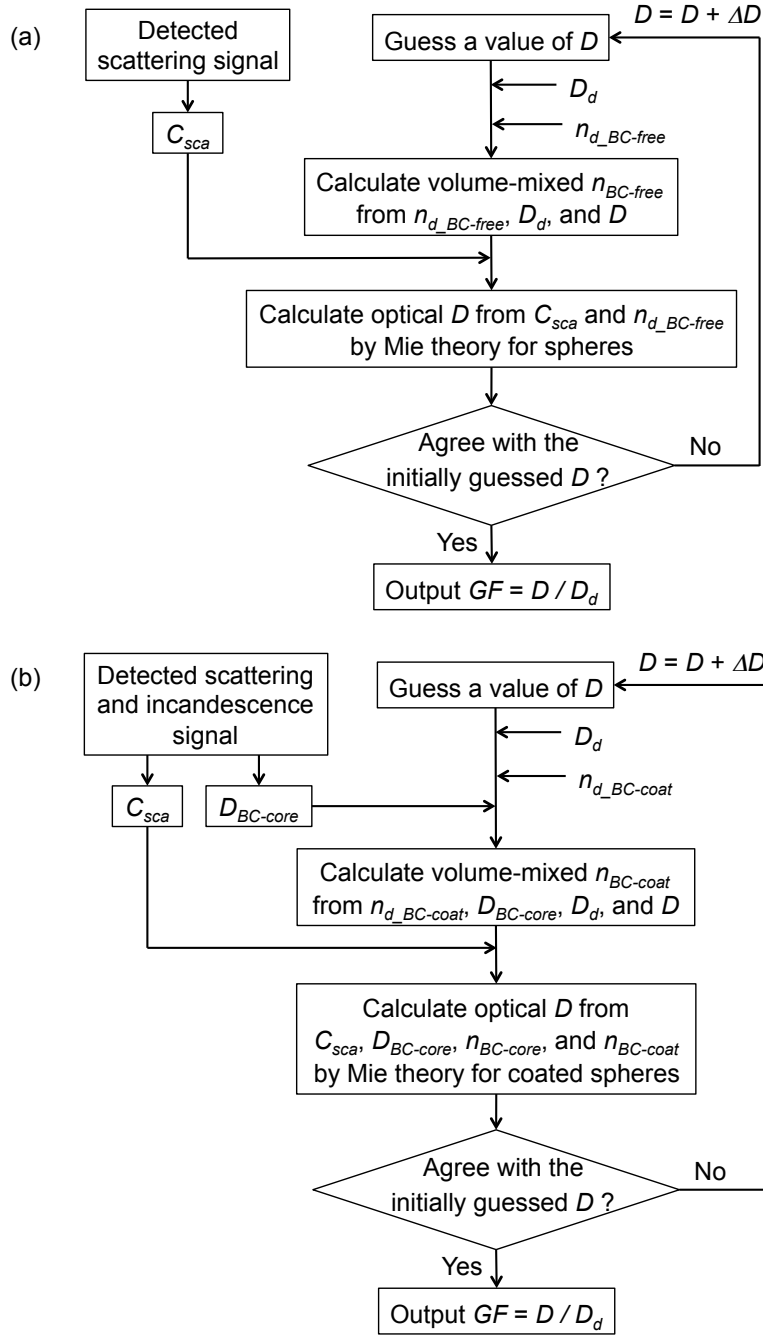 (a)
Detected
scattering signal
C_sca
Guess a value of D
D = D + ΔD
D_d
n_d_BC-free
Calculate volume-mixed n_BC-free
from n_d_BC-free, D_d, and D
Calculate optical D from C_sca and n_d_BC-free
by Mie theory for spheres
Agree with the
initially guessed D ?
No
Yes
Output GF = D / D_d
(b)
Detected scattering
and incandescence
signal
C_sca
D_BC-core
Guess a value of D
D = D + ΔD
D_d
n_d_BC-coat
Calculate volume-mixed n_BC-coat
from n_d_BC-coat, D_BC-core, D_d, and D
Calculate optical D from
C_sca, D_BC-core, n_BC-core, and n_BC-coat
by Mie theory for coated spheres
Agree with the
initially guessed D ?
No
Yes
Output GF = D / D_d